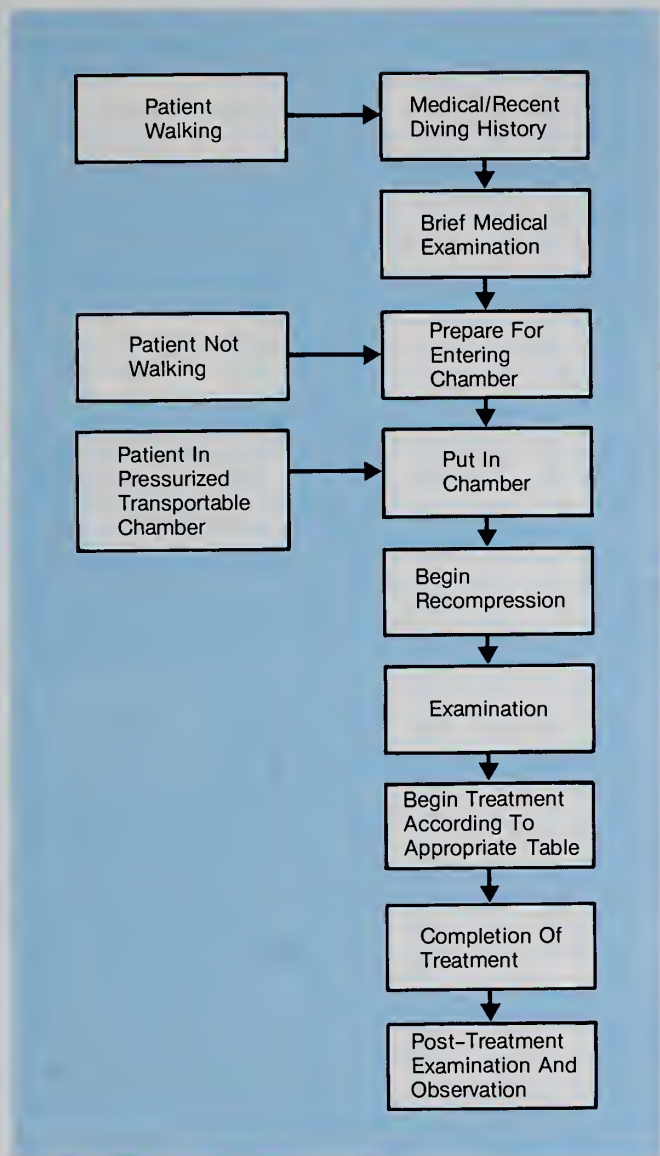 Patient
Walking
Medical/Recent
Diving History
Brief Medical
Examination
Patient Not
Walking
Prepare For
Entering
Chamber
Patient In
Pressurized
Transportable
Chamber
Put In
Chamber
Begin
Recompression
Examination
Begin Treatment
According To
Appropriate Table
Completion Of
Treatment
Post-Treatment
Examination And
Observation